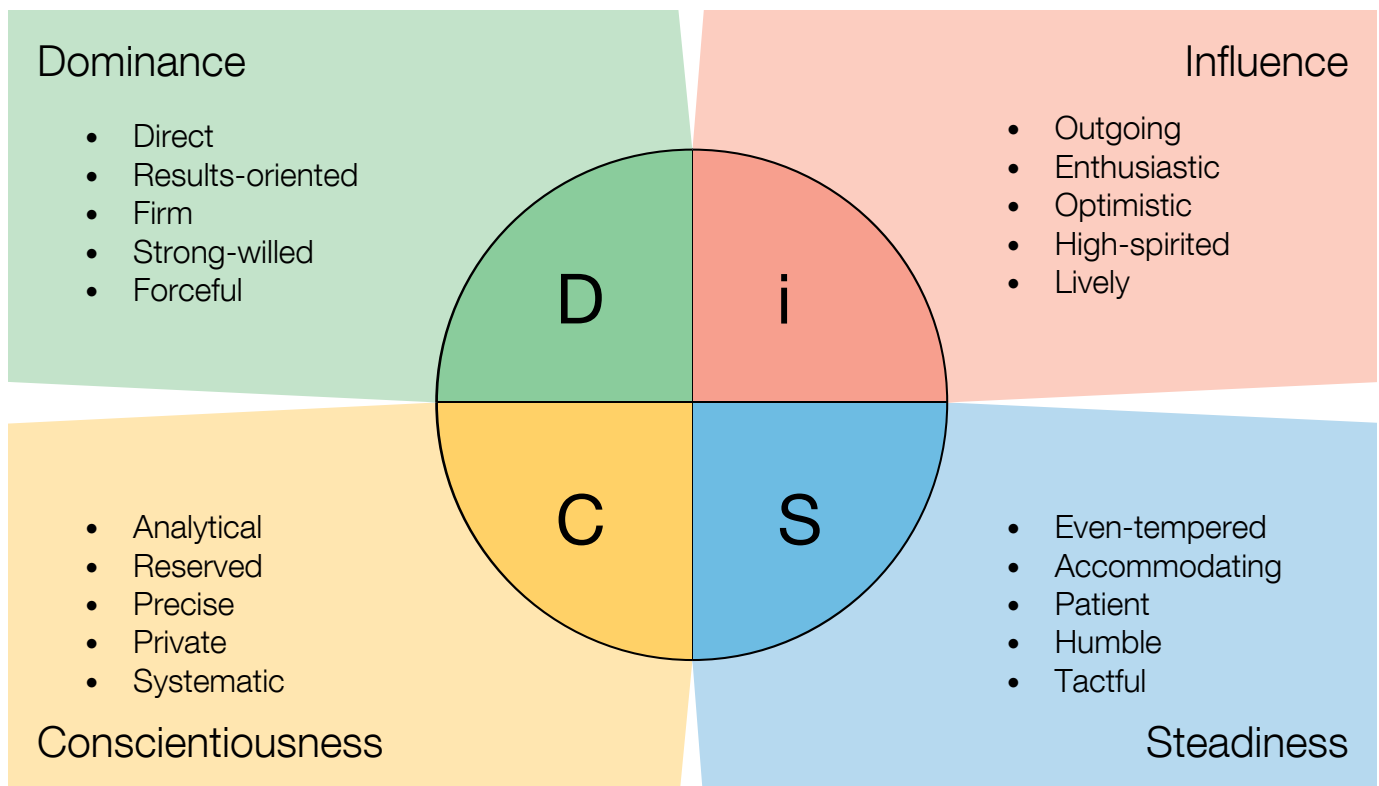 Dominance
• Direct
• Results-oriented
• Firm
• Strong-willed
• Forceful
Influence
• Outgoing
• Enthusiastic
• Optimistic
• High-spirited
• Lively
D
i
C
S
• Analytical
• Reserved
• Precise
• Private
• Systematic
Conscientiousness
• Even-tempered
• Accommodating
• Patient
• Humble
• Tactful
Steadiness